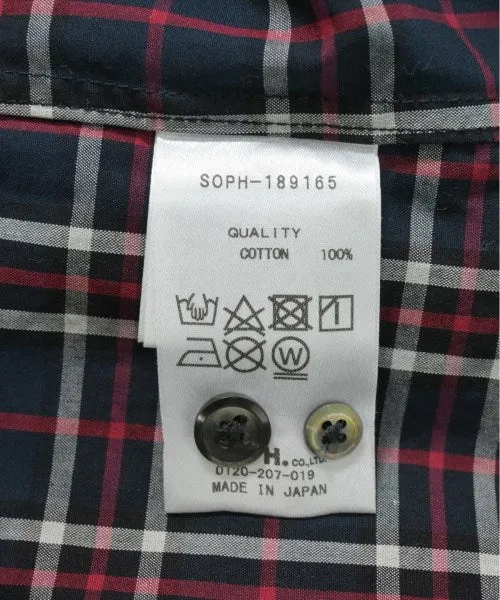 SOPH-189165
QUALITY
COTTON 100%
W
H. CO.,LTD.
0120-207-019
MADE IN JAPAN